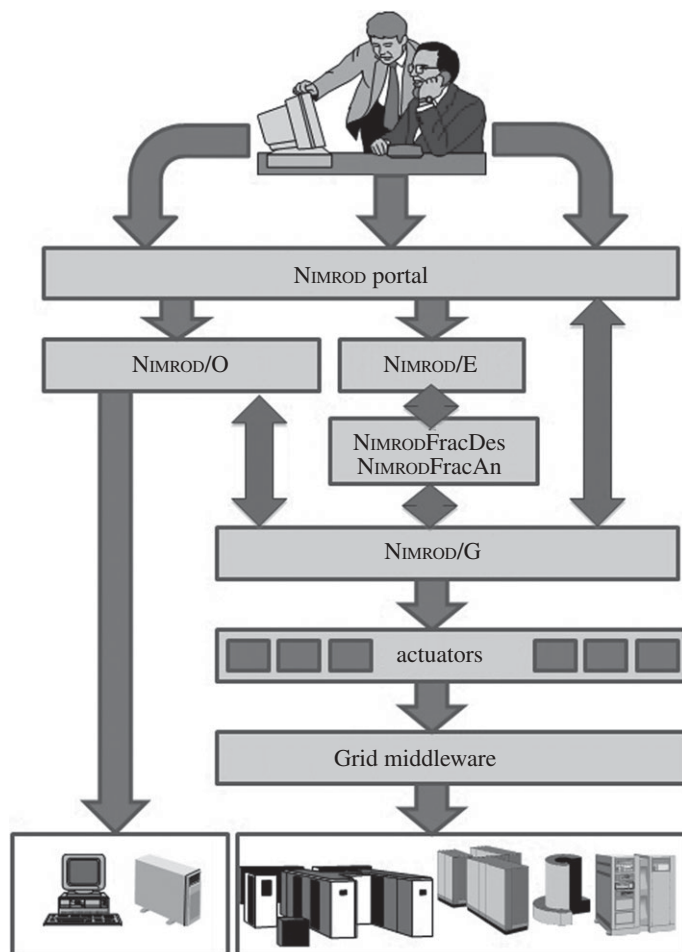 NIMROD portal
NIMROD/O
NIMROD/E
NIMRODFracDes
NIMRODFracAn
NIMROD/G
actuators
Grid middleware